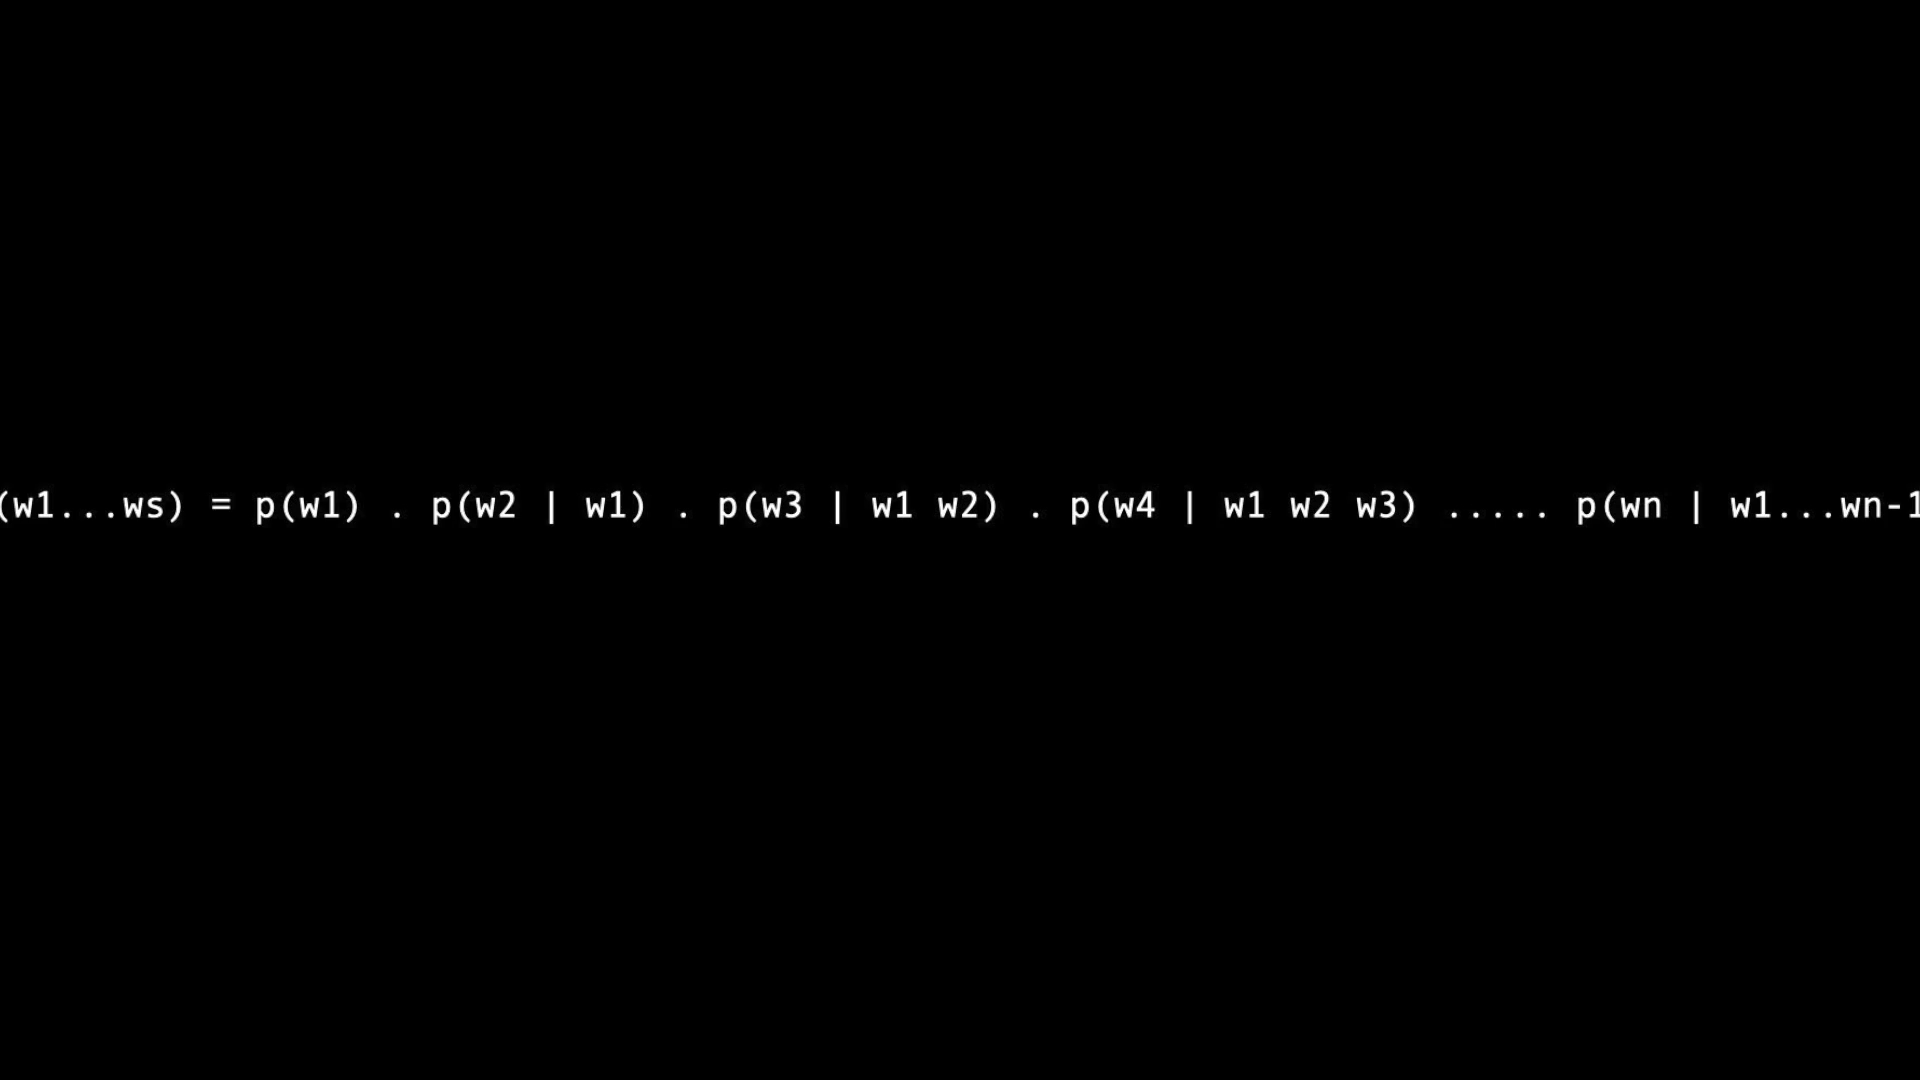 (w1...ws) = p(w1) . p(w2 | w1) . p(w3 | w1 w2) . p(w4 | w1 w2 w3) ..... p(wn | w1...wn-1